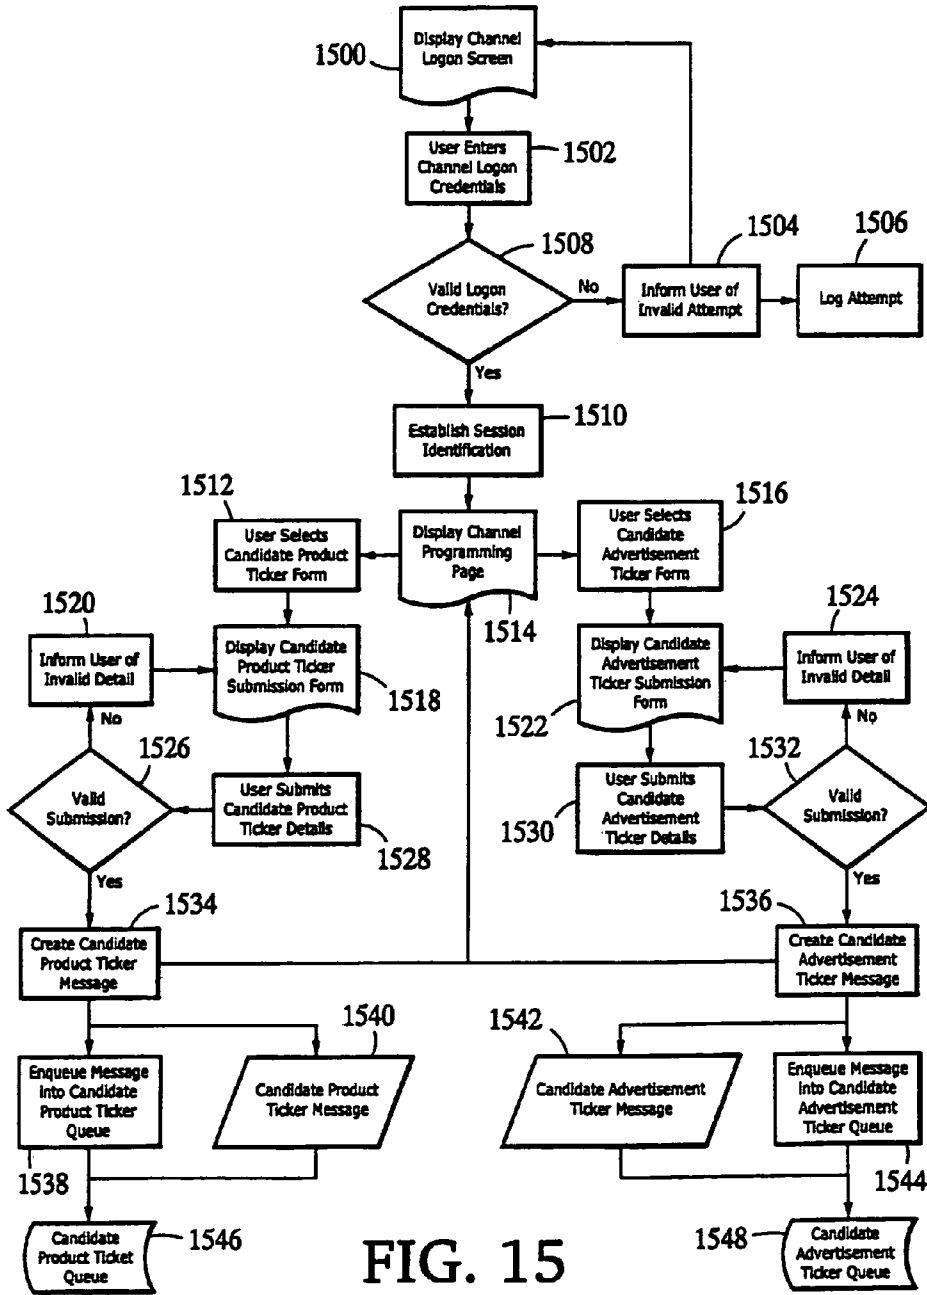 Display Channel
Logon Screen
1500
User Enters
Channel Logon
Credentials
1502
1508
1504
1506
Valid Logon
Credentials?
No
Inform User of
Invalid Attempt
Log Attempt
Yes
Establish Session
Identification
1510
1512
1516
User Selects
Candidate Product
Ticker Form
Display Channel
Programming
Page
User Selects
Candidate
Advertisement
Ticker Form
1514
1520
1524
Inform User of
Invalid Detail
Display Candidate
Product Ticker
Submission Form
1518
Display Candidate
Advertisement
Ticker Submission
Form
1522
Inform User of
Invalid Detail
No
No
1526
1532
Valid
Submission?
User Submits
Candidate Product
Ticker Details
1528
User Submits
Candidate
Advertisement
Ticker Details
1530
Valid
Submission?
Yes
Yes
1534
1536
Create Candidate
Product Ticker
Message
Create Candidate
Advertisement
Ticker Message
1540
1542
Enqueue Message
into Candidate
Product Ticker
Queue
Candidate Product
Ticker Message
Candidate Advertisement
Ticker Message
Enqueue Message
into Candidate
Advertisement
Ticker Queue
1538
1544
Candidate
Product Ticket
Queue
1546
1548
Candidate
Advertisement
Ticker Queue
FIG. 15